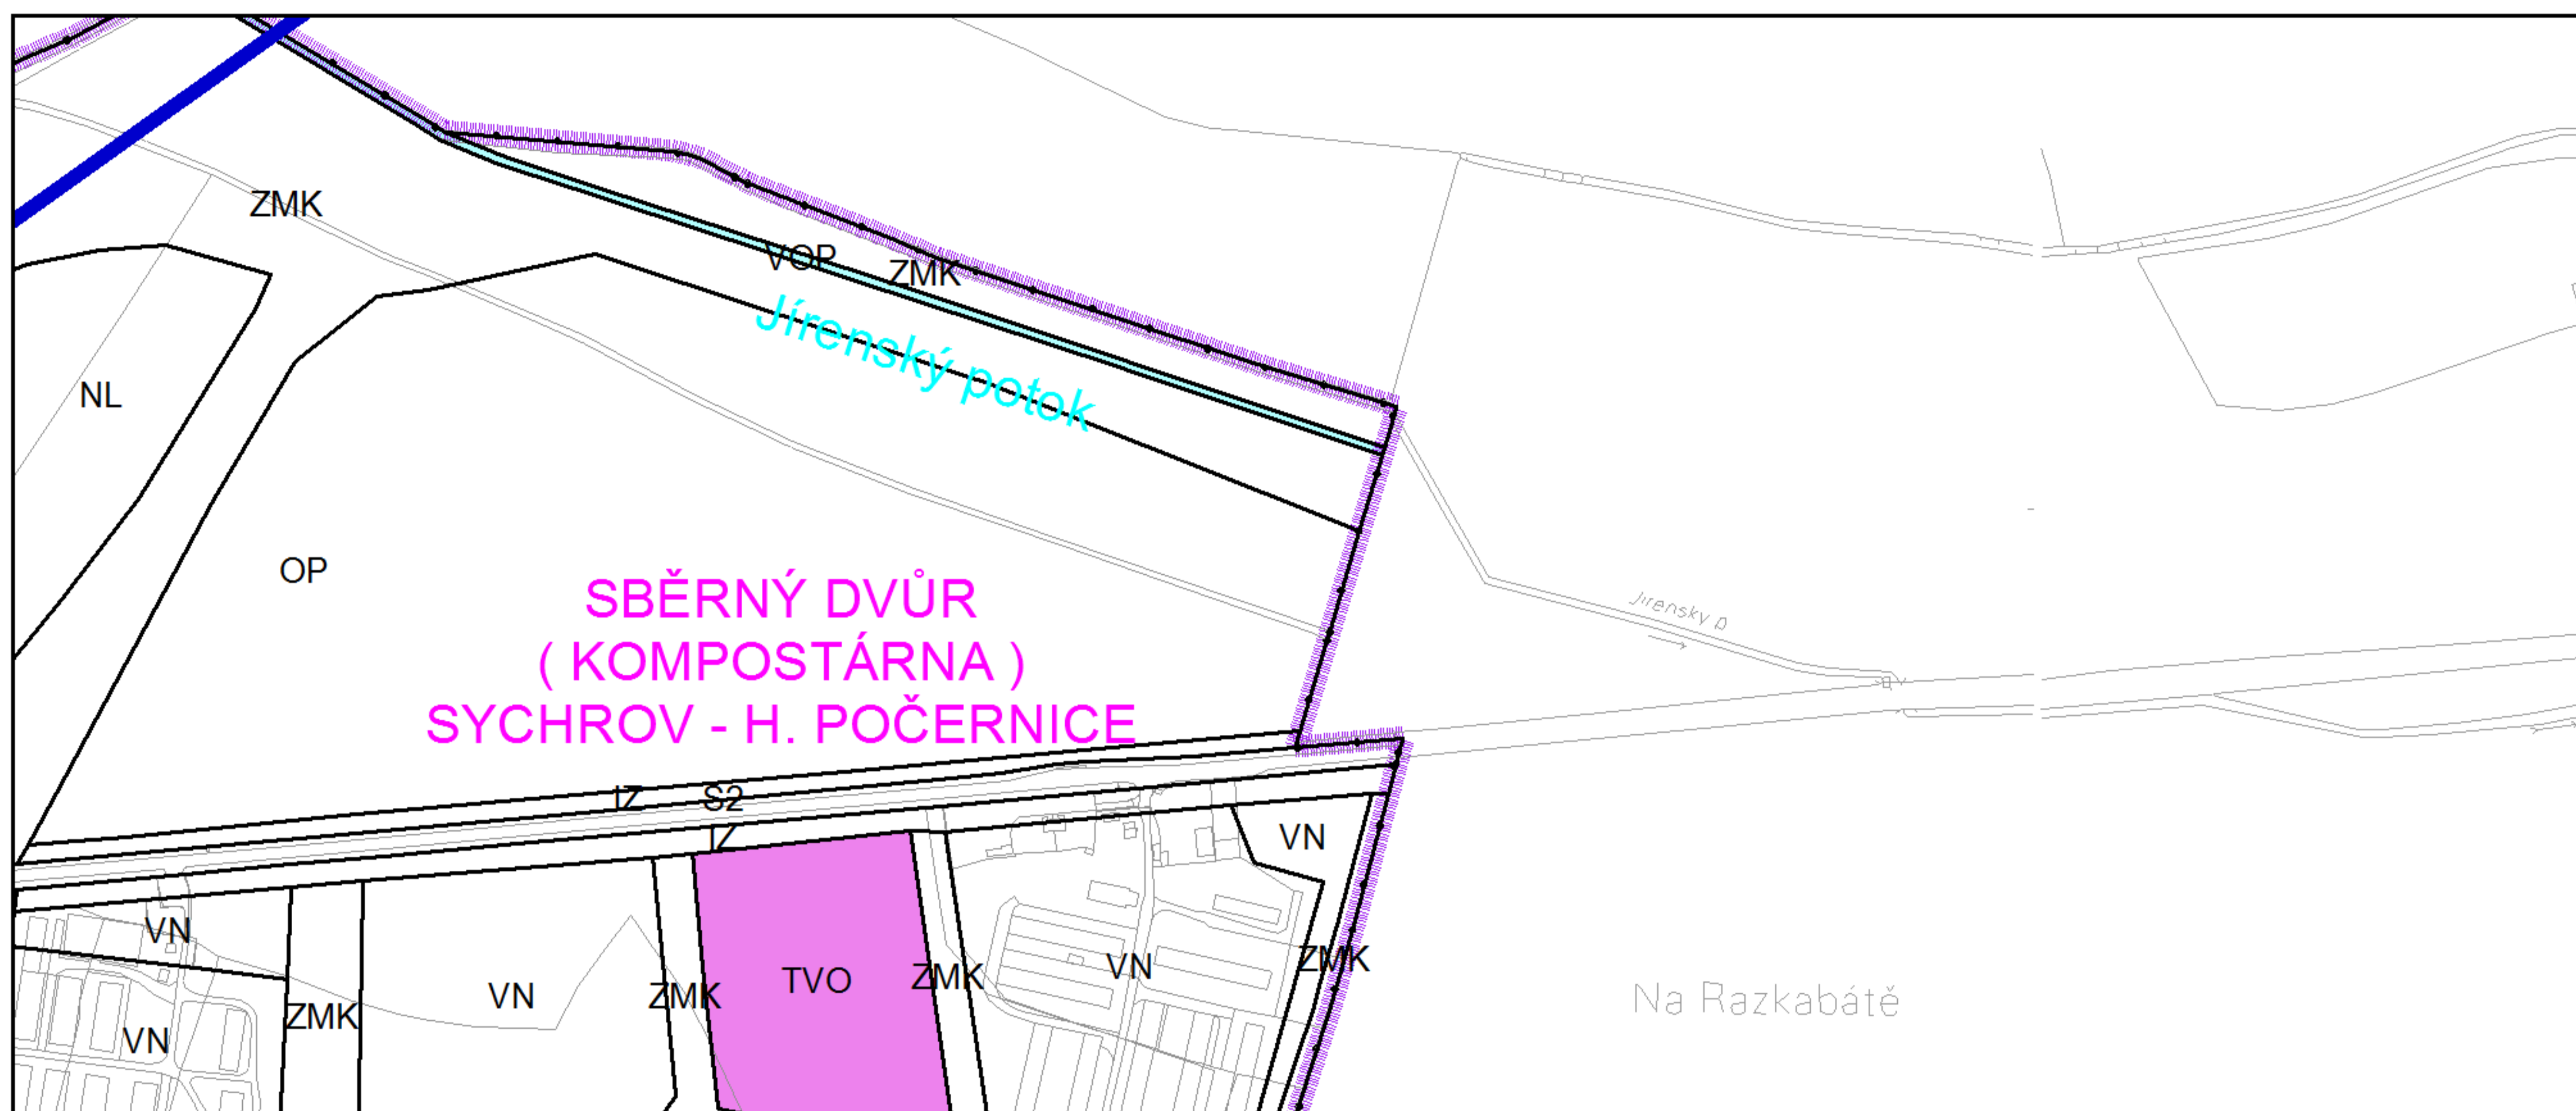 ZMK
VOP
ZMK
Jírenský potok
NL
OP
SBĚRNÝ DVŮR
( KOMPOSTÁRNA )
SYCHROV - H. POČERNICE
Jírenský p
IZ
S2
IZ
VN
VN
ZMK
VN
TVO
ZMK
VN
ZMK
VN
ZMK
Na Razkabátě